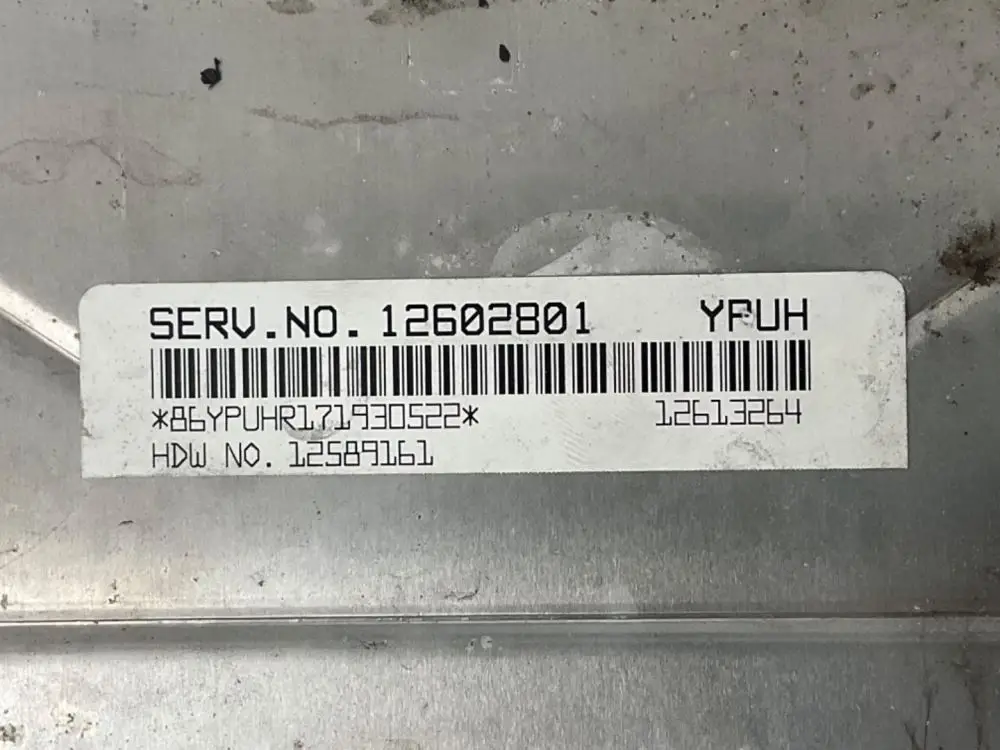 SERV.NO. 12602801 YPUH
*86YPUHR171930522* 12613264
HDW NO. 12589161